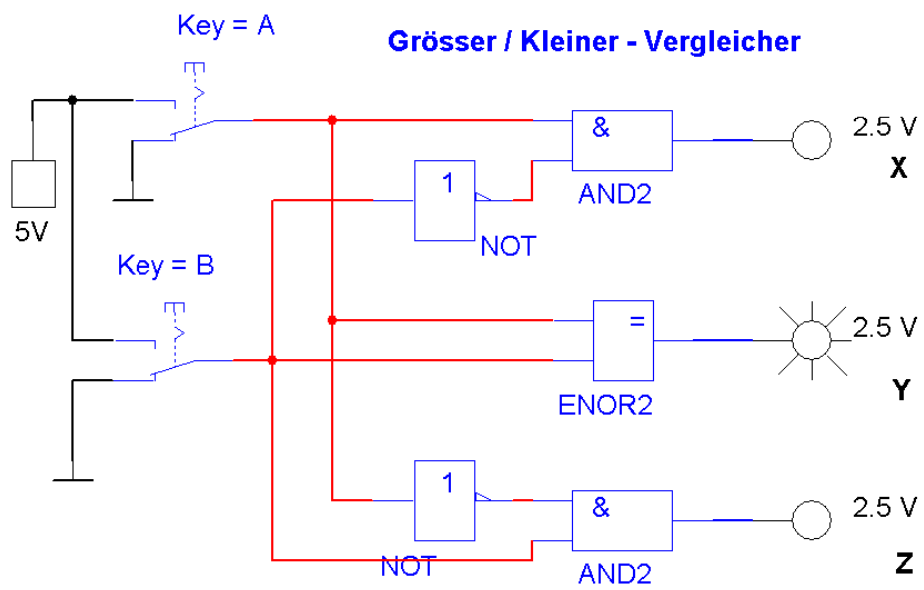 Key = A
Grösser / Kleiner - Vergleicher
5V
&
AND2
2.5 V
X
1
NOT
Key = B
=
ENOR2
2.5 V
Y
1
NOT
&
AND2
2.5 V
Z